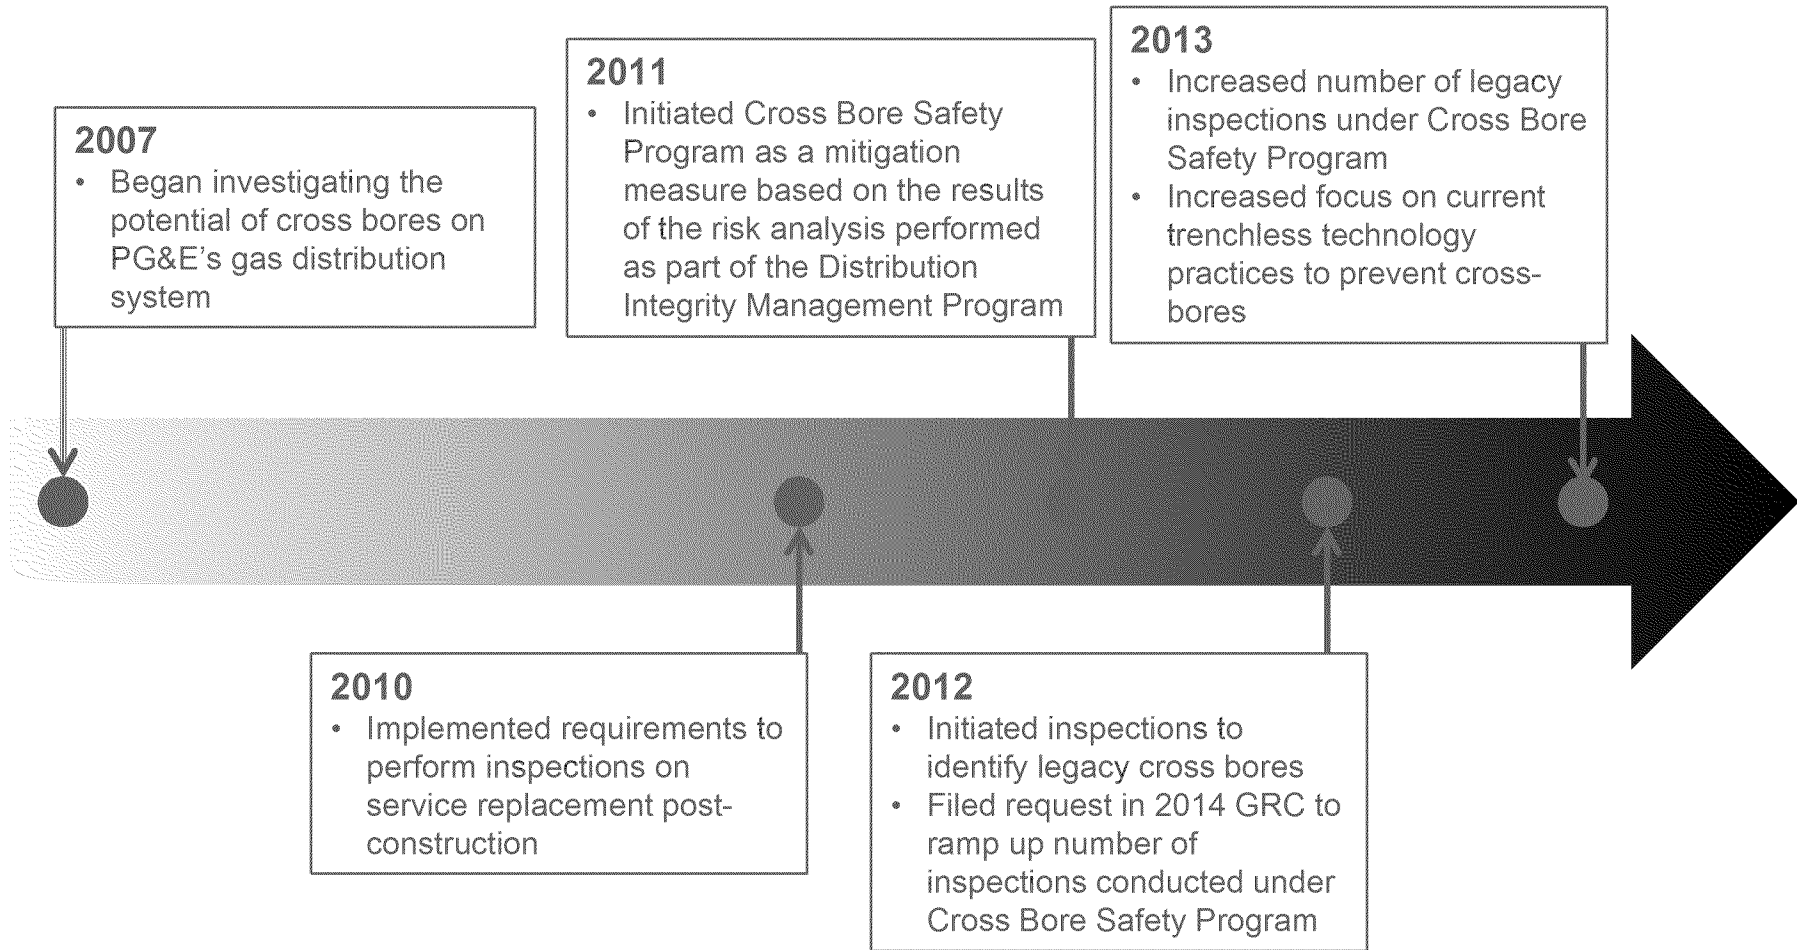 2007
• Began investigating the
potential of cross bores on
PG&E's gas distribution
system
2011
• Initiated Cross Bore Safety
Program as a mitigation
measure based on the results
of the risk analysis performed
as part of the Distribution
Integrity Management Program
2013
• Increased number of legacy
inspections under Cross Bore
Safety Program
• Increased focus on current
trenchless technology
practices to prevent cross-
bores
2010
• Implemented requirements to
perform inspections on
service replacement post-
construction
2012
• Initiated inspections to
identify legacy cross bores
• Filed request in 2014 GRC to
ramp up number of
inspections conducted under
Cross Bore Safety Program